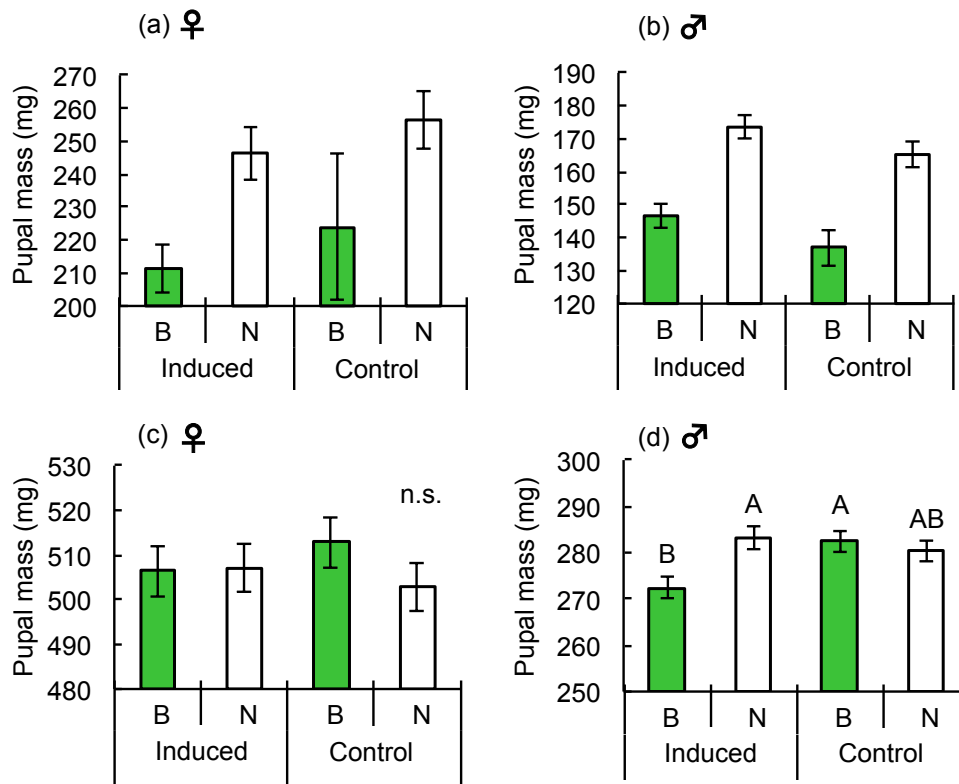 (a) ♀
Pupal mass (mg)
270
260
250
240
230
220
210
200
B N B N
Induced Control
(b) ♂
Pupal mass (mg)
190
180
170
160
150
140
130
120
B N B N
Induced Control
(c) ♀
Pupal mass (mg)
530
520
510
500
490
480
n.s.
B N B N
Induced Control
(d) ♂
Pupal mass (mg)
300
290
280
270
260
250
B A A AB
B N B N
Induced Control